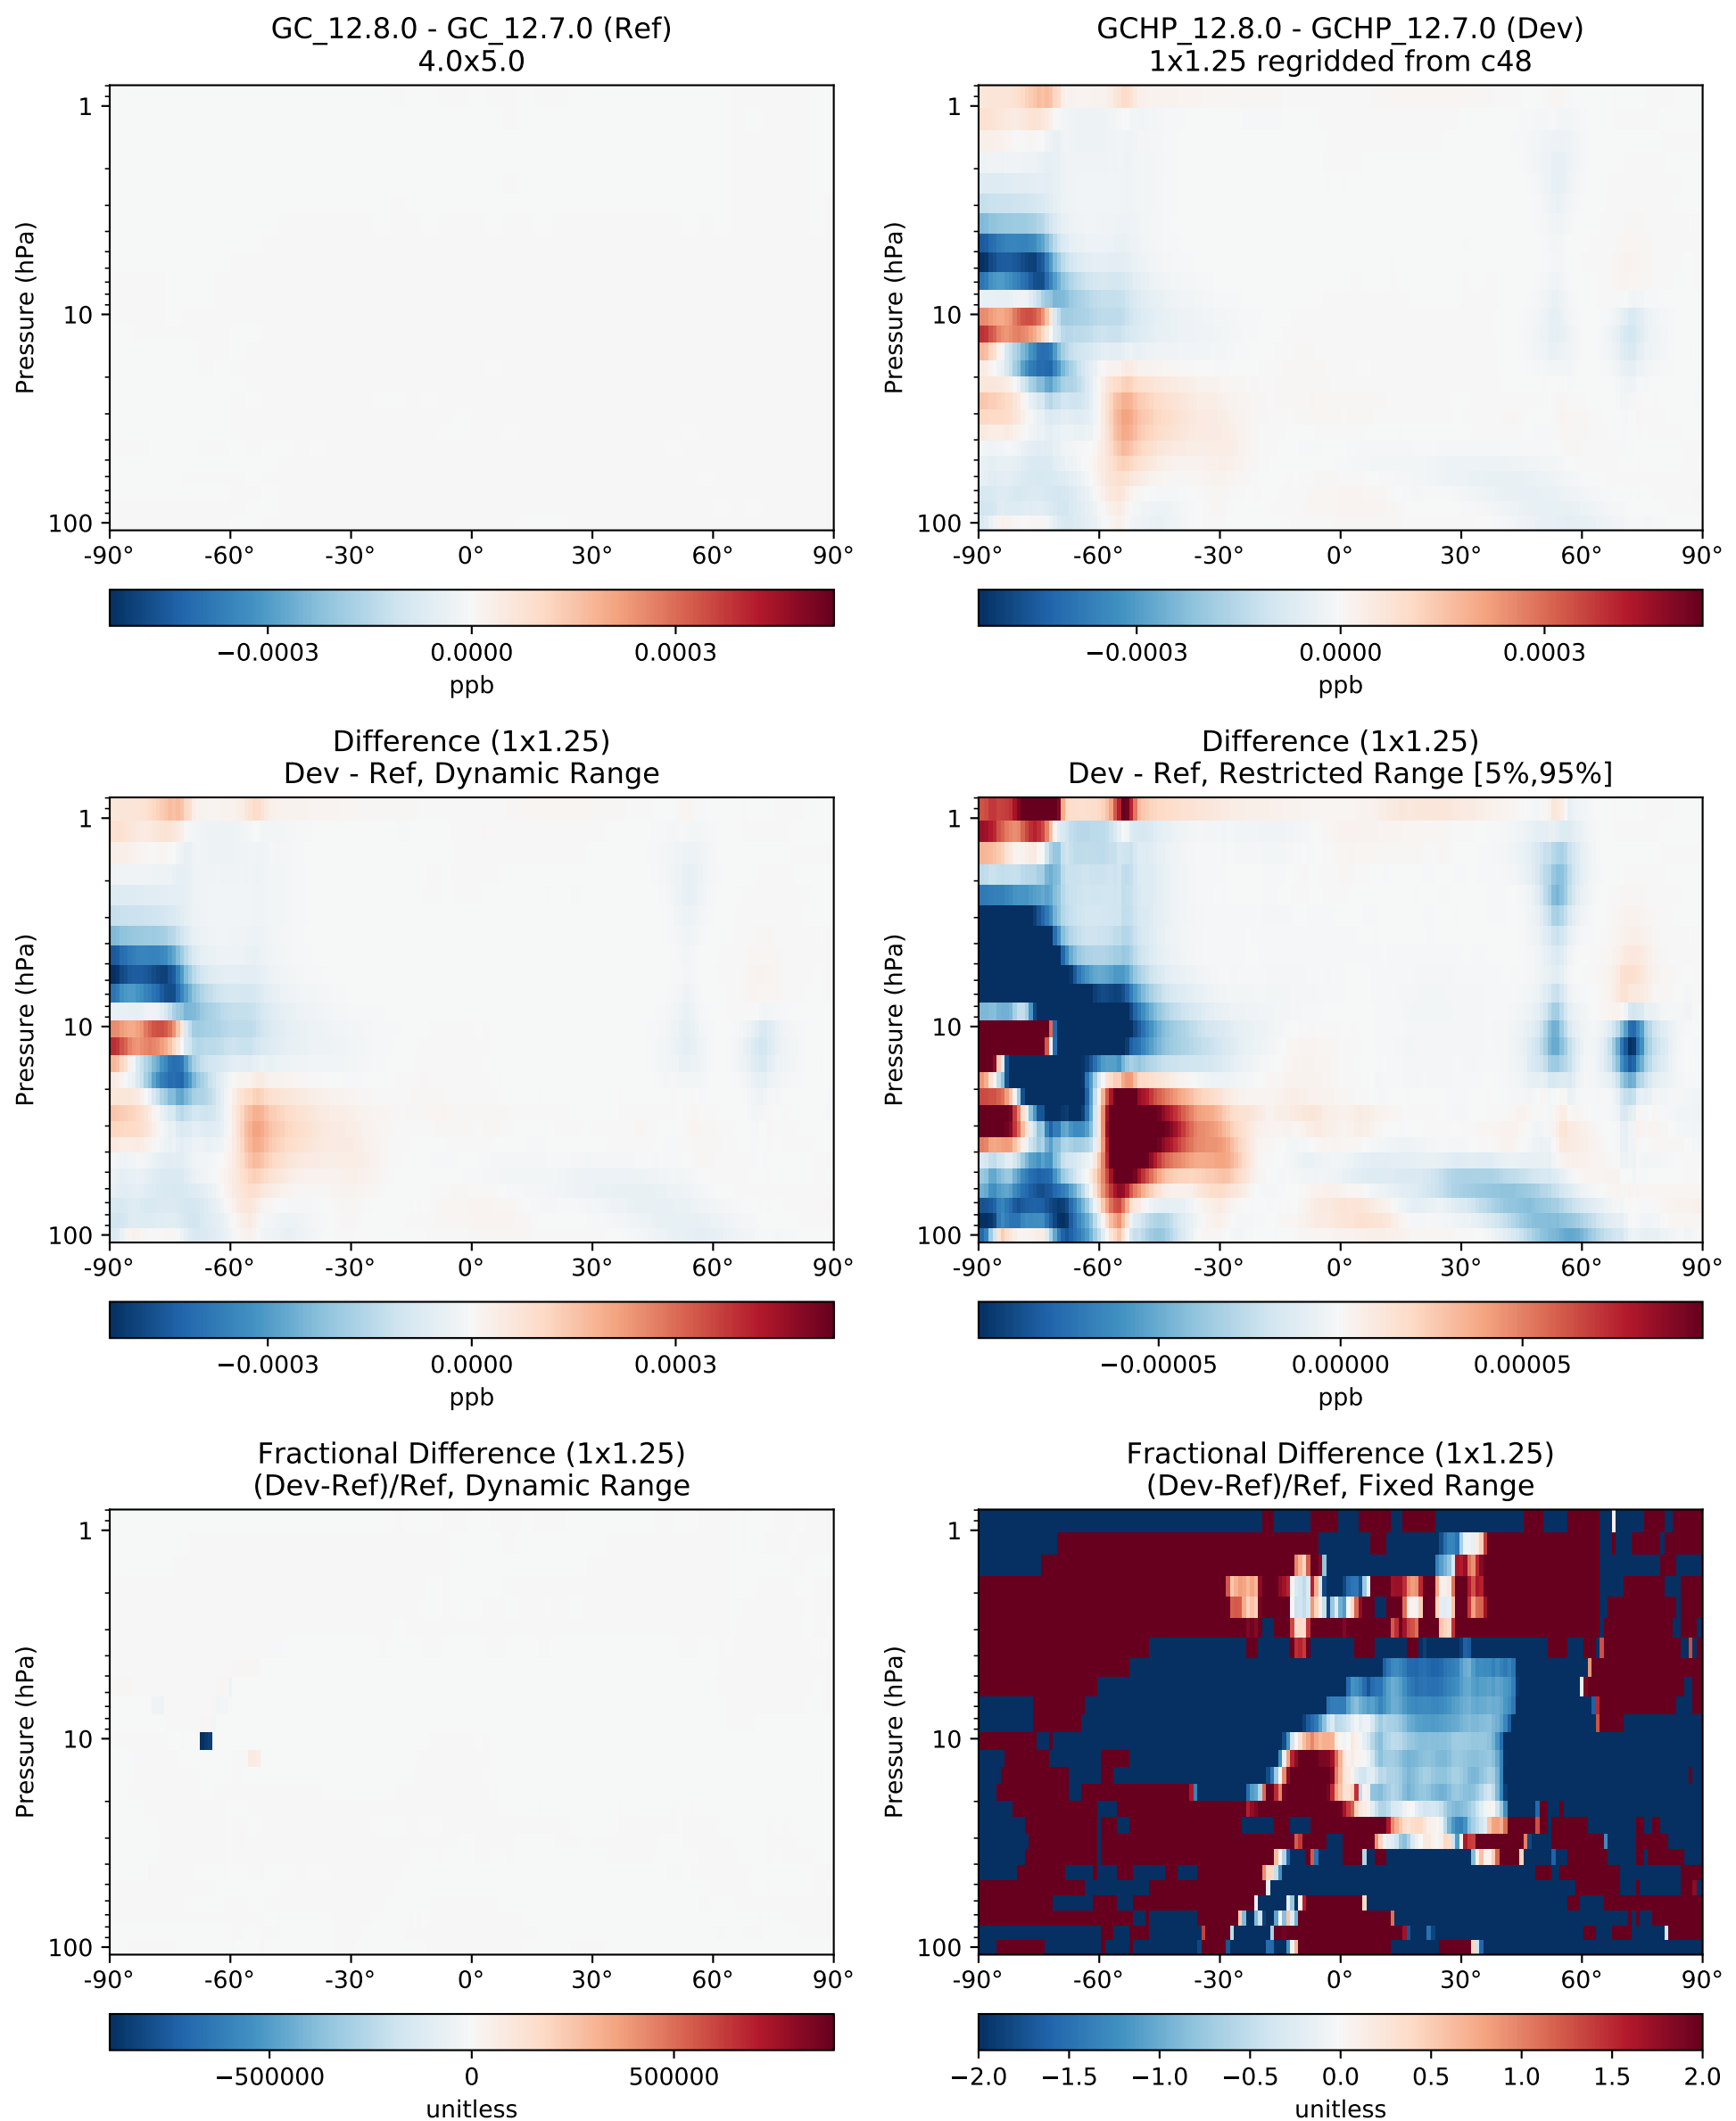 GC_12.8.0 - GC_12.7.0 (Ref)
4.0x5.0
Pressure (hPa)
1
10
100
-90° -60° -30° 0° 30° 60° 90°
−0.0003 0.0000 0.0003
ppb
GCHP_12.8.0 - GCHP_12.7.0 (Dev)
1x1.25 regridded from c48
Pressure (hPa)
1
10
100
-90° -60° -30° 0° 30° 60° 90°
−0.0003 0.0000 0.0003
ppb
Difference (1x1.25)
Dev - Ref, Dynamic Range
Pressure (hPa)
1
10
100
-90° -60° -30° 0° 30° 60° 90°
−0.0003 0.0000 0.0003
ppb
Difference (1x1.25)
Dev - Ref, Restricted Range [5%,95%]
Pressure (hPa)
1
10
100
-90° -60° -30° 0° 30° 60° 90°
−0.00005 0.00000 0.00005
ppb
Fractional Difference (1x1.25)
(Dev-Ref)/Ref, Dynamic Range
Pressure (hPa)
1
10
100
-90° -60° -30° 0° 30° 60° 90°
−500000 0 500000
unitless
Fractional Difference (1x1.25)
(Dev-Ref)/Ref, Fixed Range
Pressure (hPa)
1
10
100
-90° -60° -30° 0° 30° 60° 90°
−2.0 −1.5 −1.0 −0.5 0.0 0.5 1.0 1.5 2.0
unitless